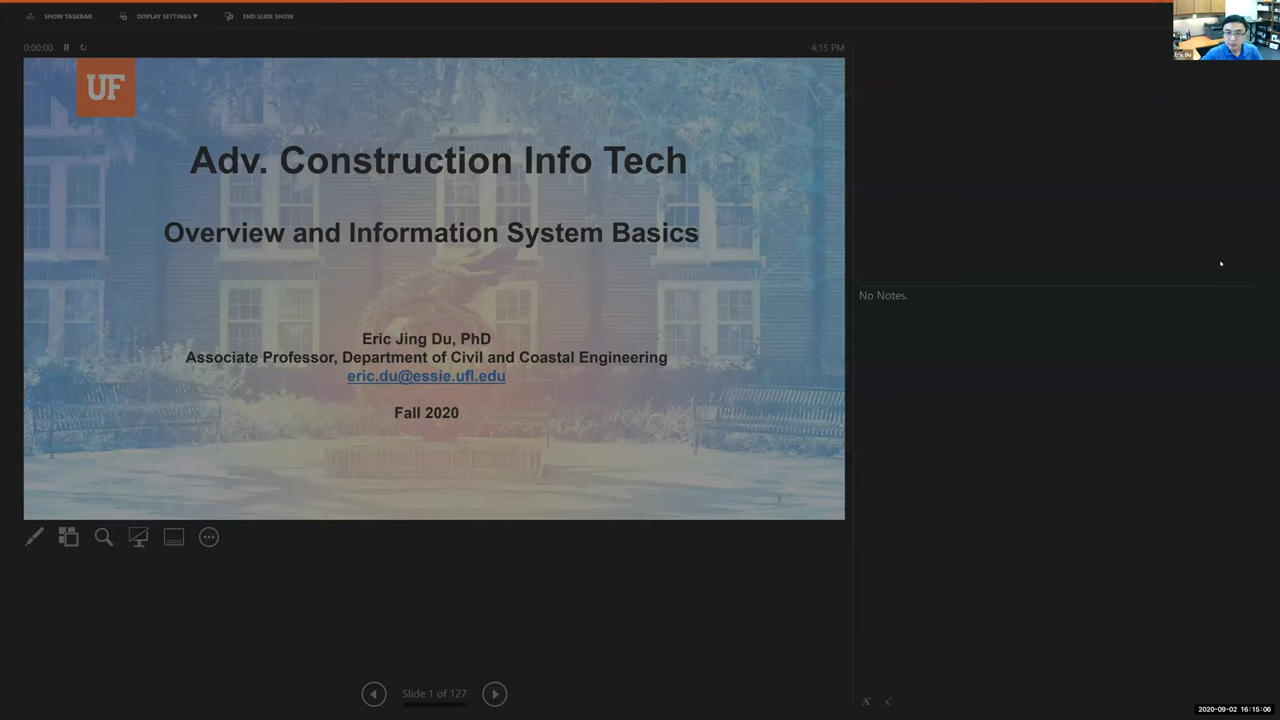 SHOW TASKBAR
DISPLAY SETTINGS ▼
END SLIDE SHOW
Eric Du
0:00:00
4:15 PM
UF
Adv. Construction Info Tech
Overview and Information System Basics
Eric Jing Du, PhD
Associate Professor, Department of Civil and Coastal Engineering
eric.du@essie.ufl.edu
Fall 2020
No Notes.
Slide 1 of 127
2020-09-02 16:15:06